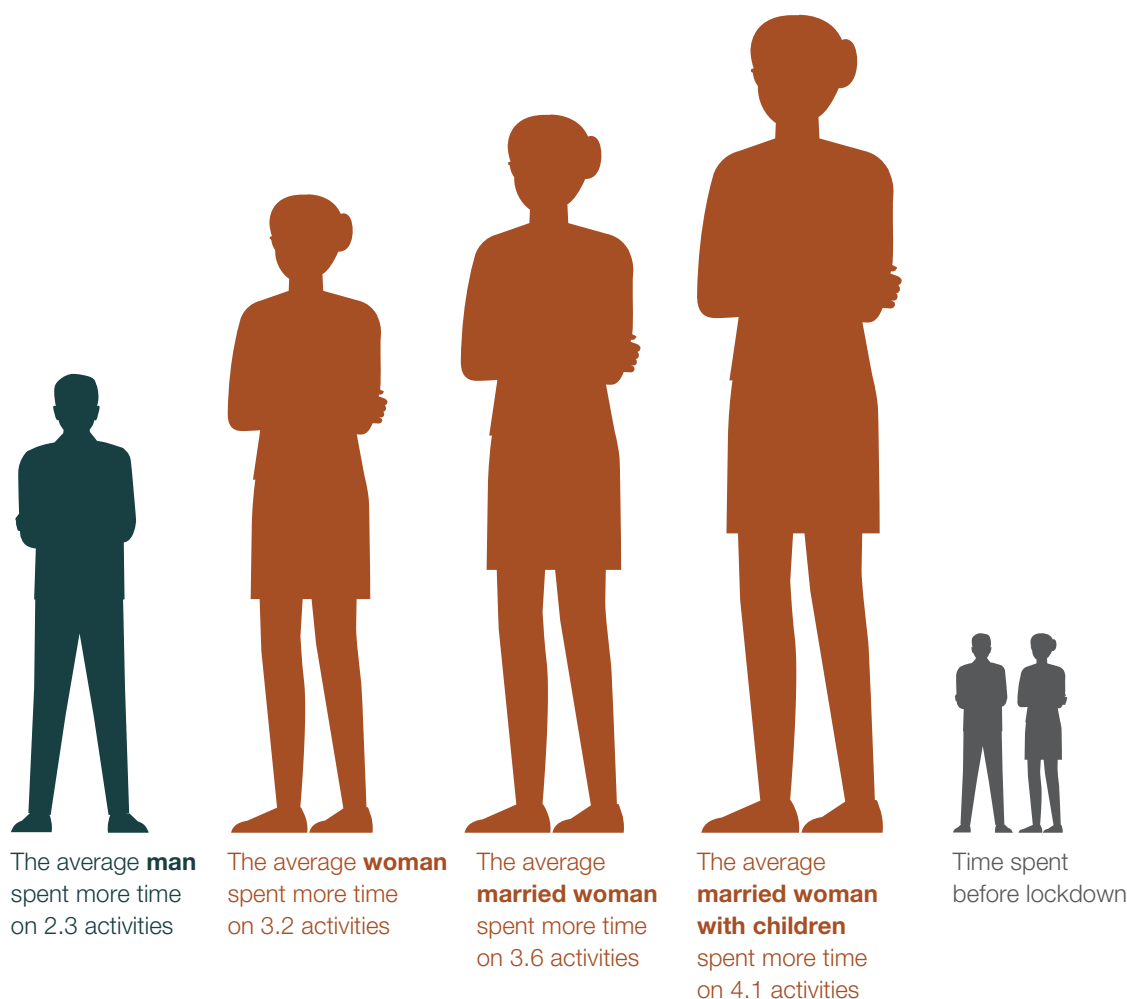 The average man
spent more time
on 2.3 activities
The average woman
spent more time
on 3.2 activities
The average
married woman
spent more time
on 3.6 activities
The average
married woman
with children
spent more time
on 4.1 activities
Time spent
before lockdown